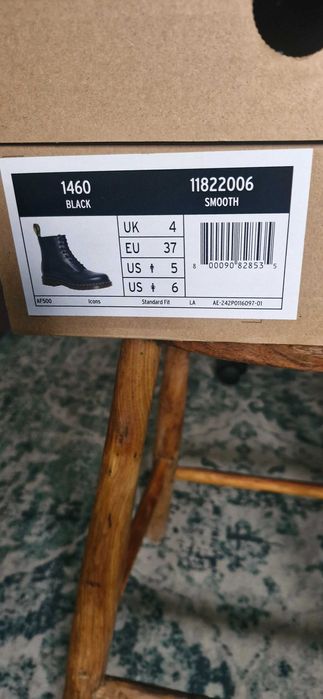 1460
BLACK
11822006
SMOOTH
UK 4
EU 37
US 5
US 6
8 00090 82853 5
AF500 Icons Standard Fit LA AE-242P0116097-01